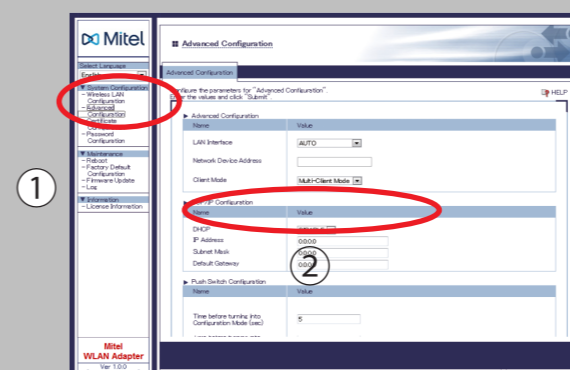 Mitel
Advanced Configuration
Select Language
English
Advanced Configuration
System Configuration
- Wireless LAN
Configuration
- Advanced
Configuration
- Certificate
- Password
Configuration
Maintenance
- Reboot
- Factory Default
Configuration
- Firmware Update
- Log
Information
- License Information
Configure the parameters for "Advanced Configuration".
Enter the values and click "Submit".
HELP
Advanced Configuration
Name Value
LAN Interface AUTO
Network Device Address
Client Mode Multi-Client Mode
Configuration
Name Value
DHCP
IP Address 0.0.0.0
Subnet Mask 0.0.0.0
Default Gateway
Push Switch Configuration
Name Value
Time before turning into
Configuration Mode (sec) 5
Mitel
WLAN Adapter
Ver 1.0.0
1
2